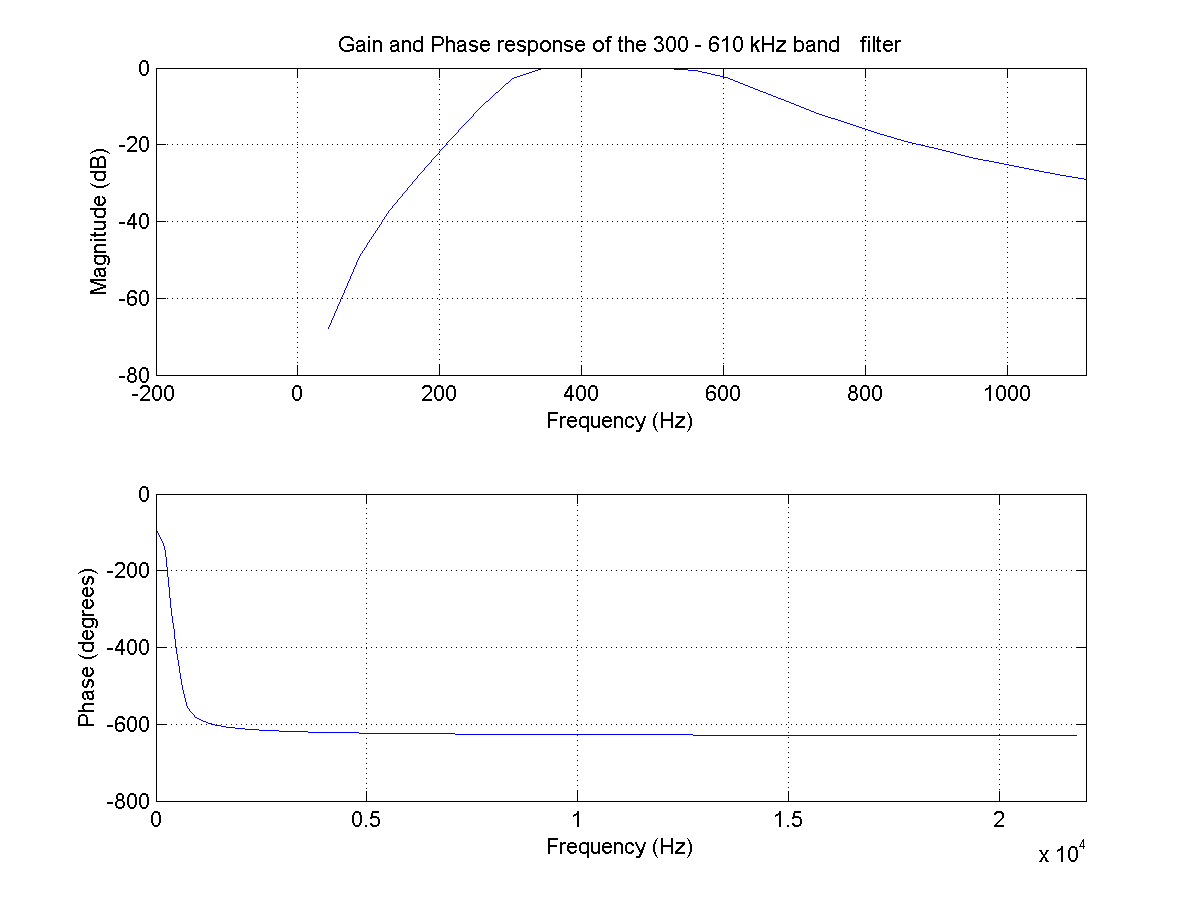 Gain and Phase response of the 300 - 610 kHz band filter
0
-20
-40
-60
-80
Magnitude (dB)
-200 0 200 400 600 800 1000
Frequency (Hz)
0
-200
-400
-600
-800
Phase (degrees)
0 0.5 1 1.5 2
Frequency (Hz)
x 10^4